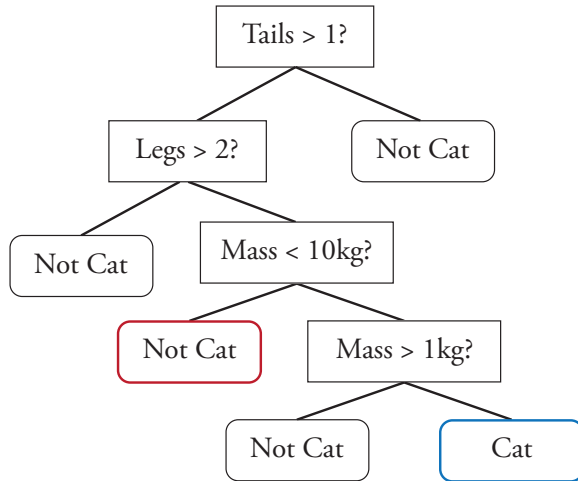 Tails > 1?
Legs > 2?
Not Cat
Not Cat
Mass < 10kg?
Not Cat
Mass > 1kg?
Not Cat
Cat